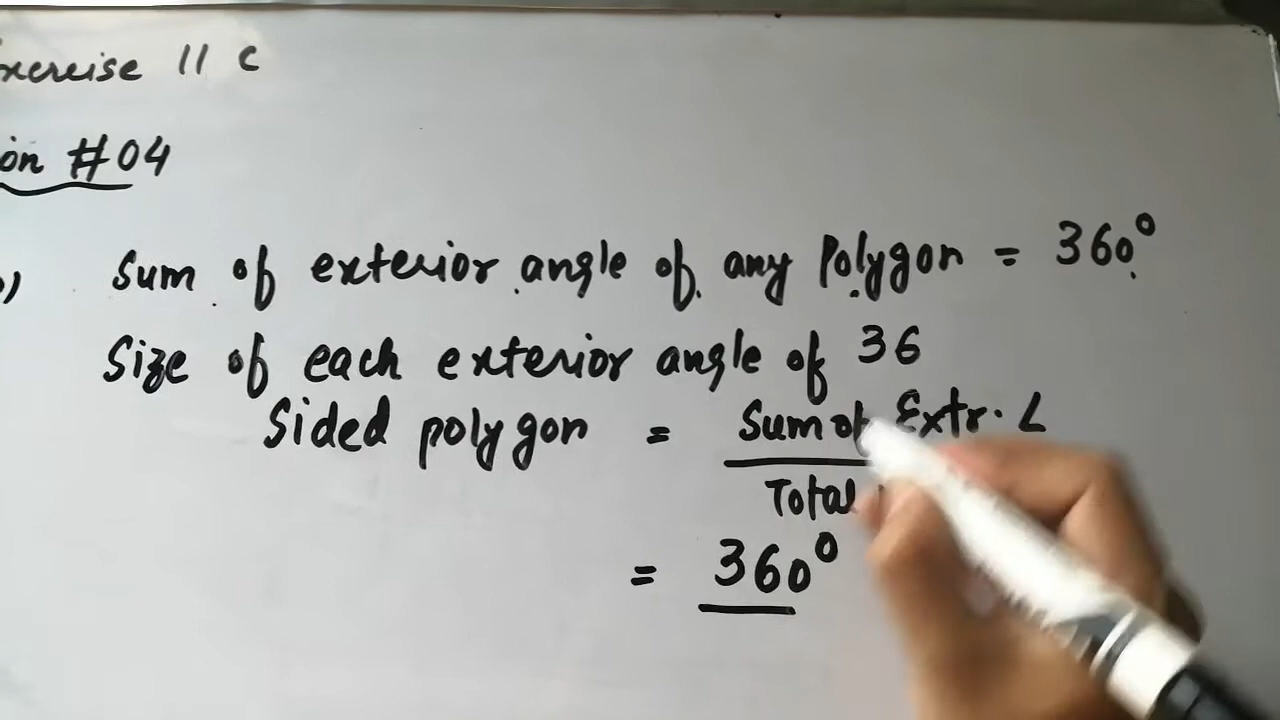 xercise 11 c
on #04
Sum of exterior angle of any polygon = 360°
Size of each exterior angle of 36
Sided polygon = Sum of Extr. ∠
Total
= 360°